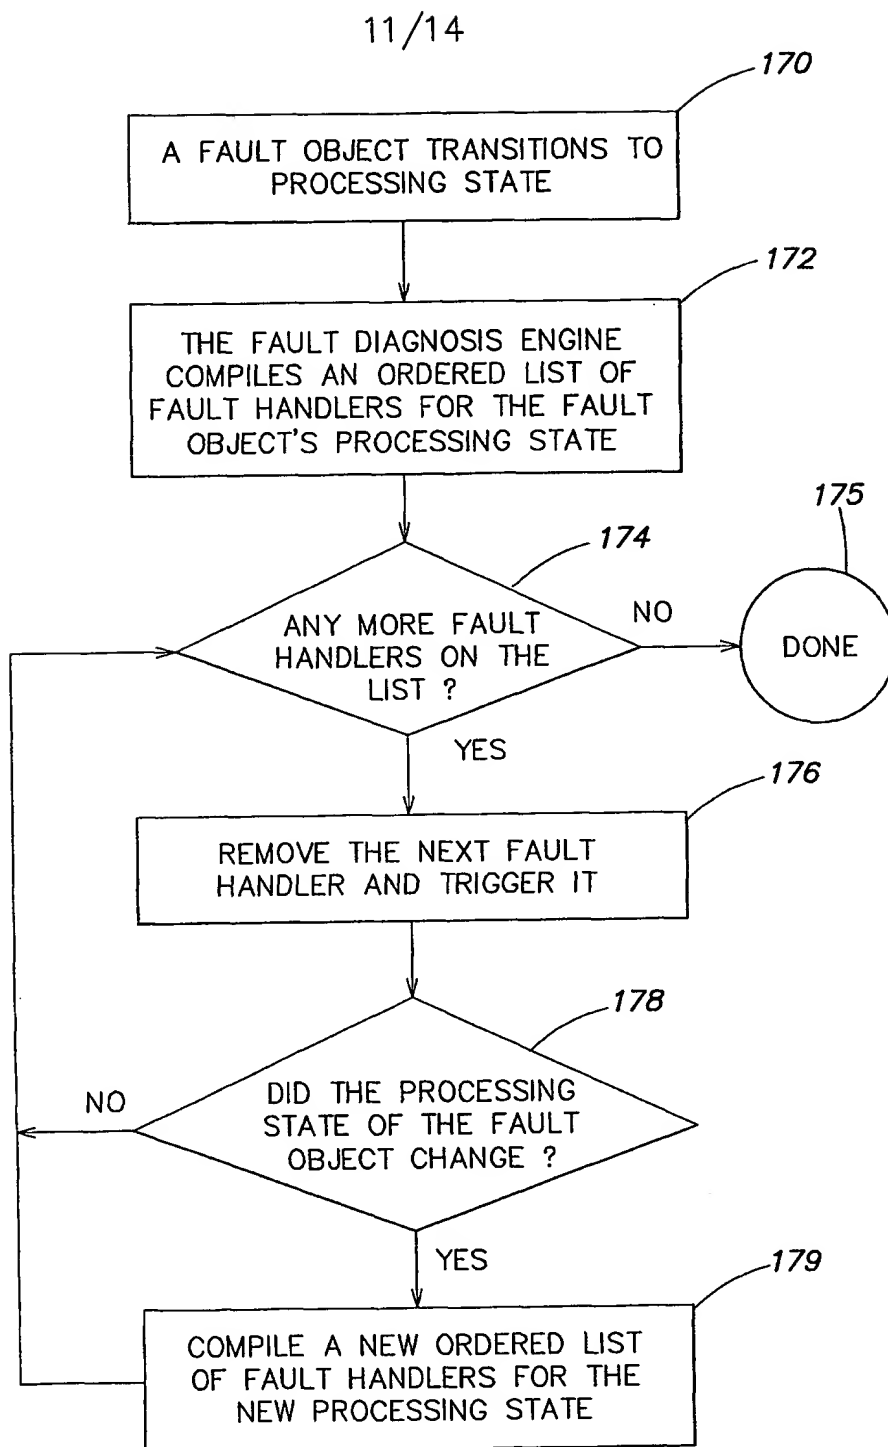 11/14
170
A FAULT OBJECT TRANSITIONS TO
PROCESSING STATE
172
THE FAULT DIAGNOSIS ENGINE
COMPILES AN ORDERED LIST OF
FAULT HANDLERS FOR THE FAULT
OBJECT'S PROCESSING STATE
174
175
ANY MORE FAULT
HANDLERS ON THE
LIST ?
NO
DONE
YES
176
REMOVE THE NEXT FAULT
HANDLER AND TRIGGER IT
178
DID THE PROCESSING
STATE OF THE FAULT
OBJECT CHANGE ?
NO
YES
179
COMPILE A NEW ORDERED LIST
OF FAULT HANDLERS FOR THE
NEW PROCESSING STATE